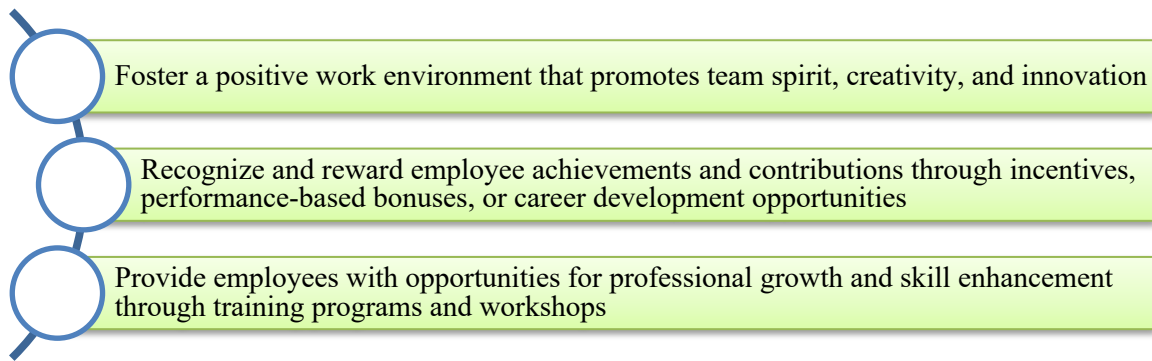 Foster a positive work environment that promotes team spirit, creativity, and innovation
Recognize and reward employee achievements and contributions through incentives,
performance-based bonuses, or career development opportunities
Provide employees with opportunities for professional growth and skill enhancement
through training programs and workshops